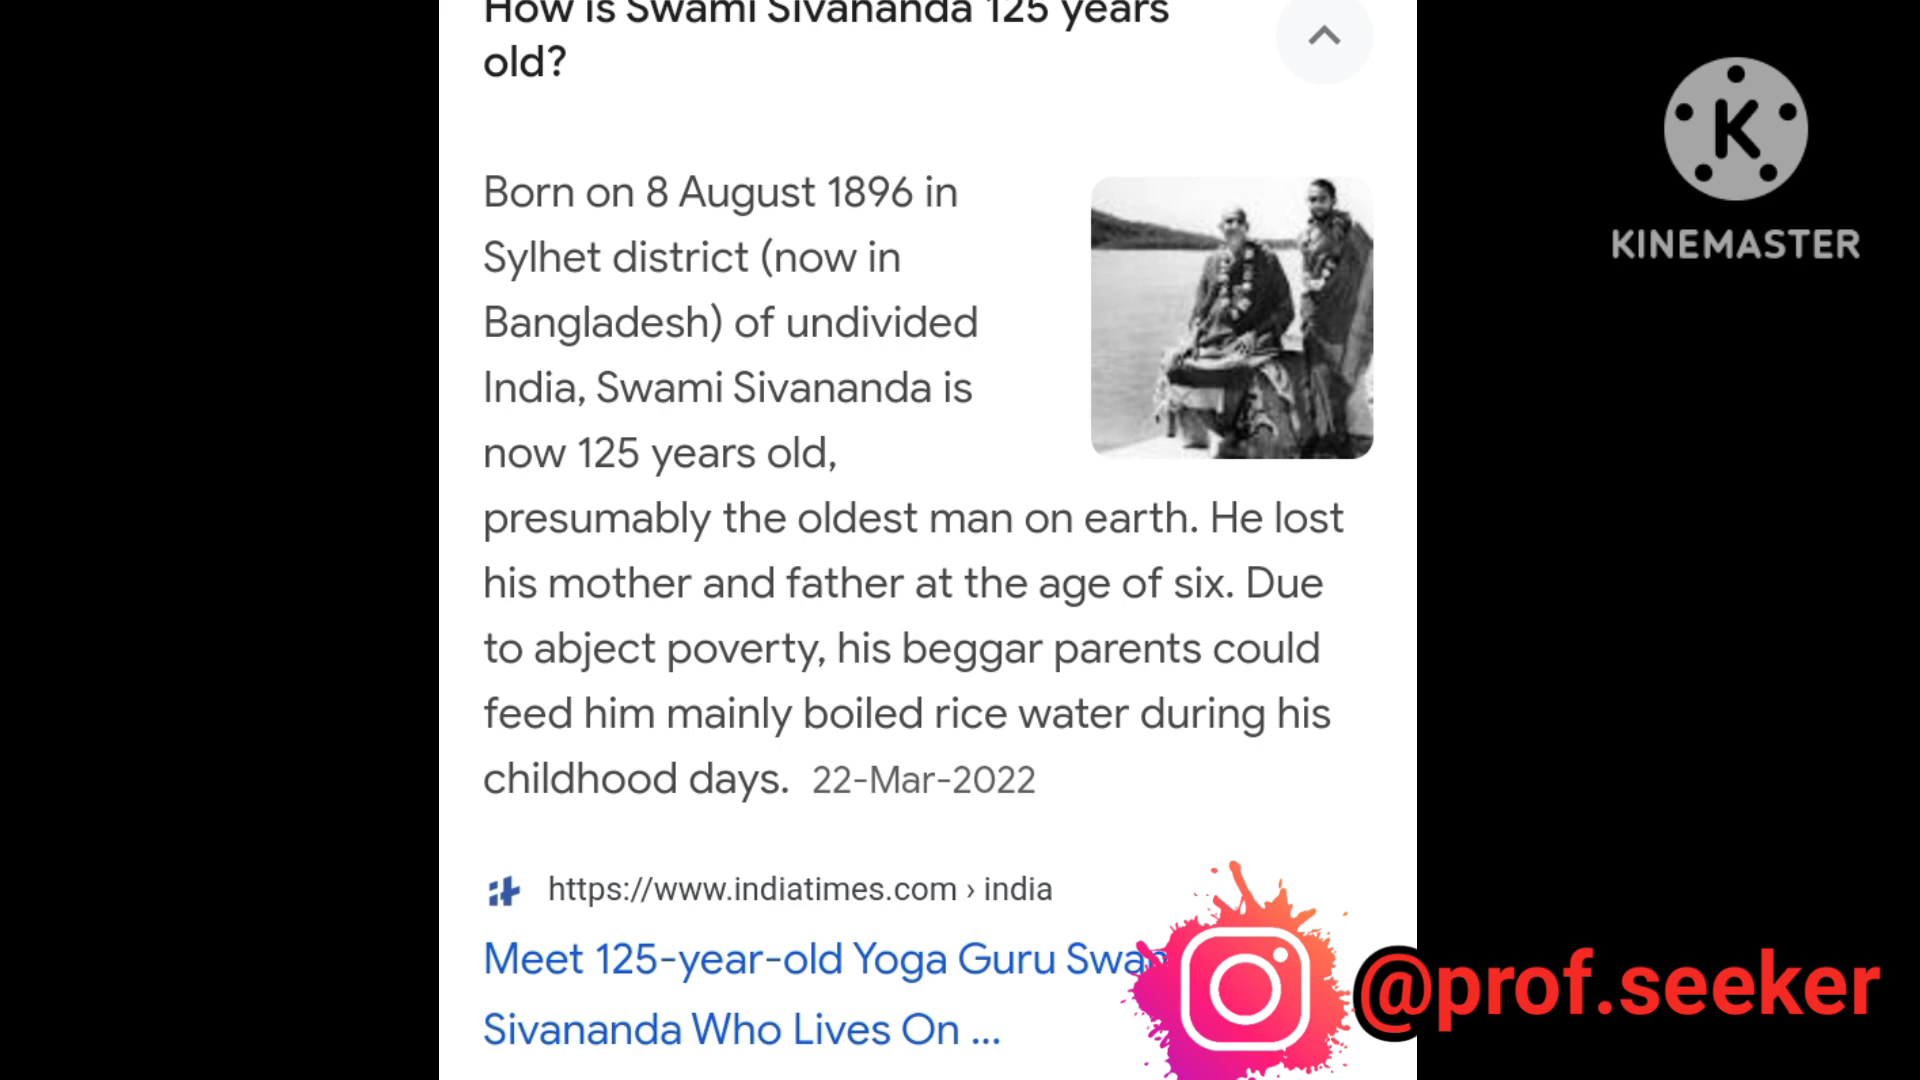 How is Swami Sivananda 125 years
old?
Born on 8 August 1896 in
Sylhet district (now in
Bangladesh) of undivided
India, Swami Sivananda is
now 125 years old,
presumably the oldest man on earth. He lost
his mother and father at the age of six. Due
to abject poverty, his beggar parents could
feed him mainly boiled rice water during his
childhood days. 22-Mar-2022
https://www.indiatimes.com › india
Meet 125-year-old Yoga Guru
Sivananda Who Lives On ...
K
KINEMASTER
@prof.seeker